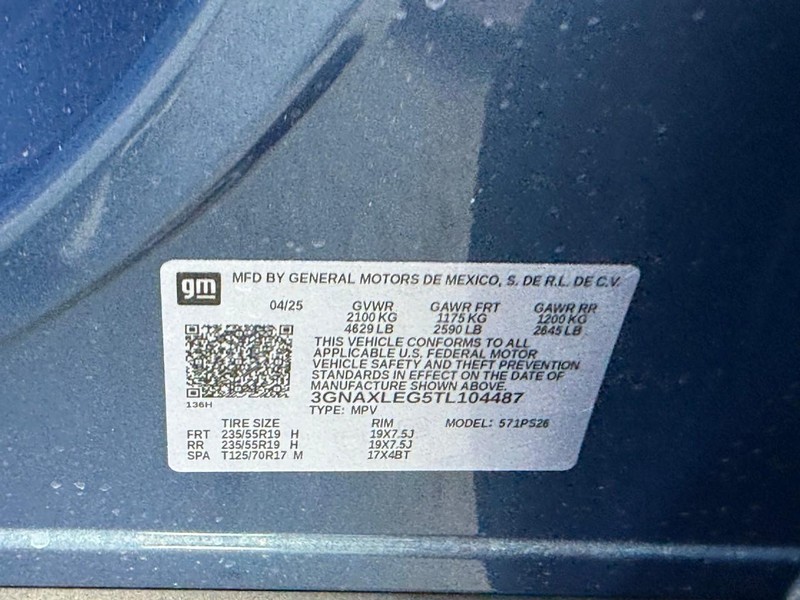 gm MFD BY GENERAL MOTORS DE MEXICO, S. DE R.L. DE C.V.
04/25 GVWR GAWR FRT GAWR RR
2100 KG 1175 KG 1200 KG
4629 LB 2590 LB 2645 LB
THIS VEHICLE CONFORMS TO ALL
APPLICABLE U.S. FEDERAL MOTOR
VEHICLE SAFETY AND THEFT PREVENTION
STANDARDS IN EFFECT ON THE DATE OF
MANUFACTURE SHOWN ABOVE.
3GNAXLEG5TL104487
136H
TYPE: MPV
TIRE SIZE RIM MODEL: 571PS26
FRT 235/55R19 H 19X7.5J
RR 235/55R19 H 19X7.5J
SPA T125/70R17 M 17X4BT